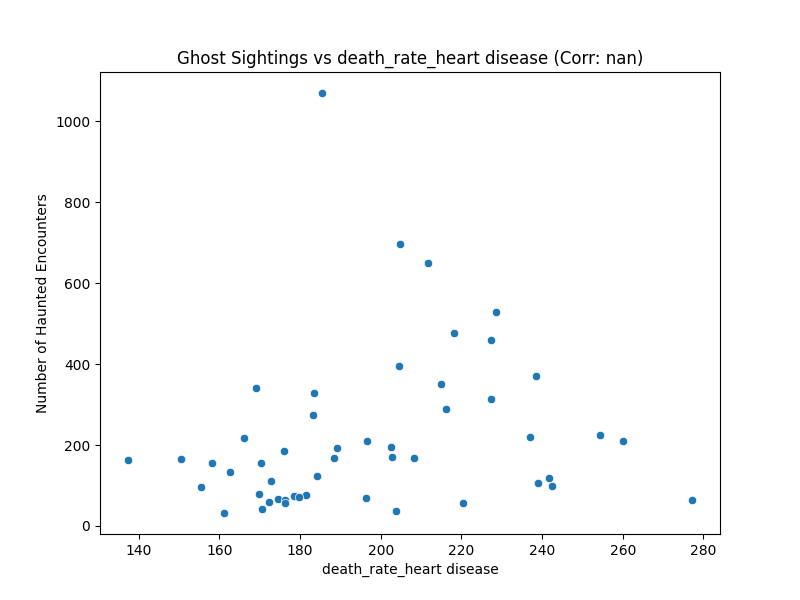 Ghost Sightings vs death_rate_heart disease (Corr: nan)
1000
800
600
400
200
0
Number of Haunted Encounters
140 160 180 200 220 240 260 280
death_rate_heart disease